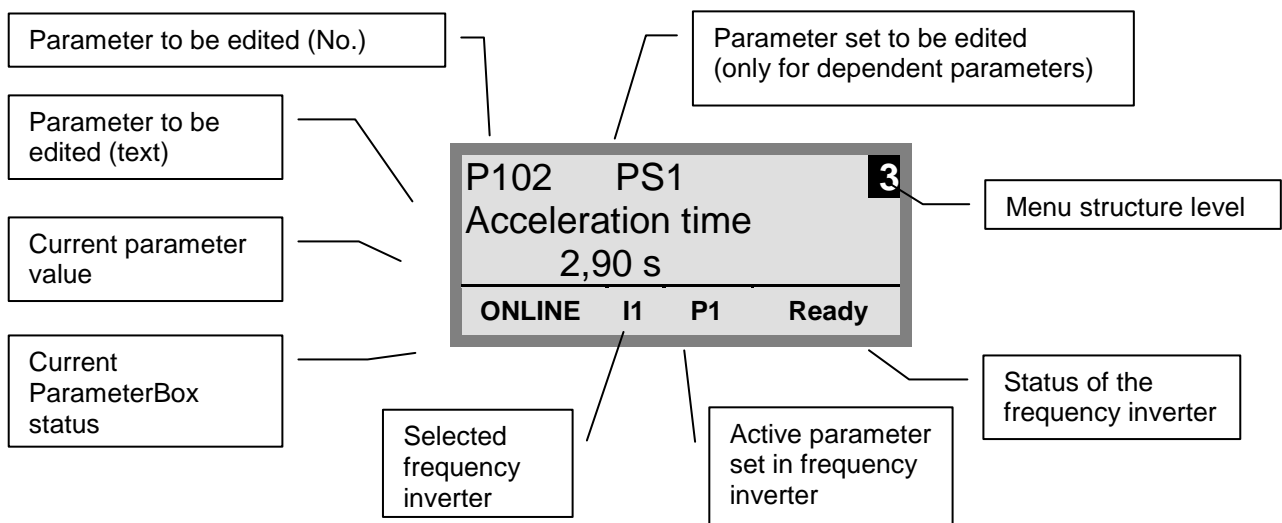 Parameter to be edited (No.)
Parameter set to be edited
(only for dependent parameters)
Parameter to be
edited (text)
P102 PS1 3
Acceleration time
2,90 s
ONLINE I1 P1 Ready
Menu structure level
Current parameter
value
Current
ParameterBox
status
Selected
frequency
inverter
Active parameter
set in frequency
inverter
Status of the
frequency inverter